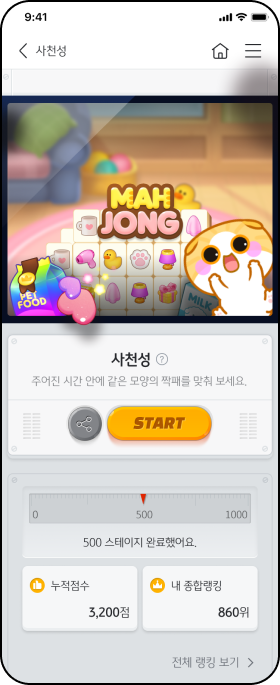 9:41
사천성
MAH
JONG
PET
FOOD
MILK
사천성 ?
주어진 시간 안에 같은 모양의 짝패를 맞춰 보세요.
START
0 500 1000
500 스테이지 완료했어요.
누적점수
3,200점
내 종합랭킹
860위
전체 랭킹 보기